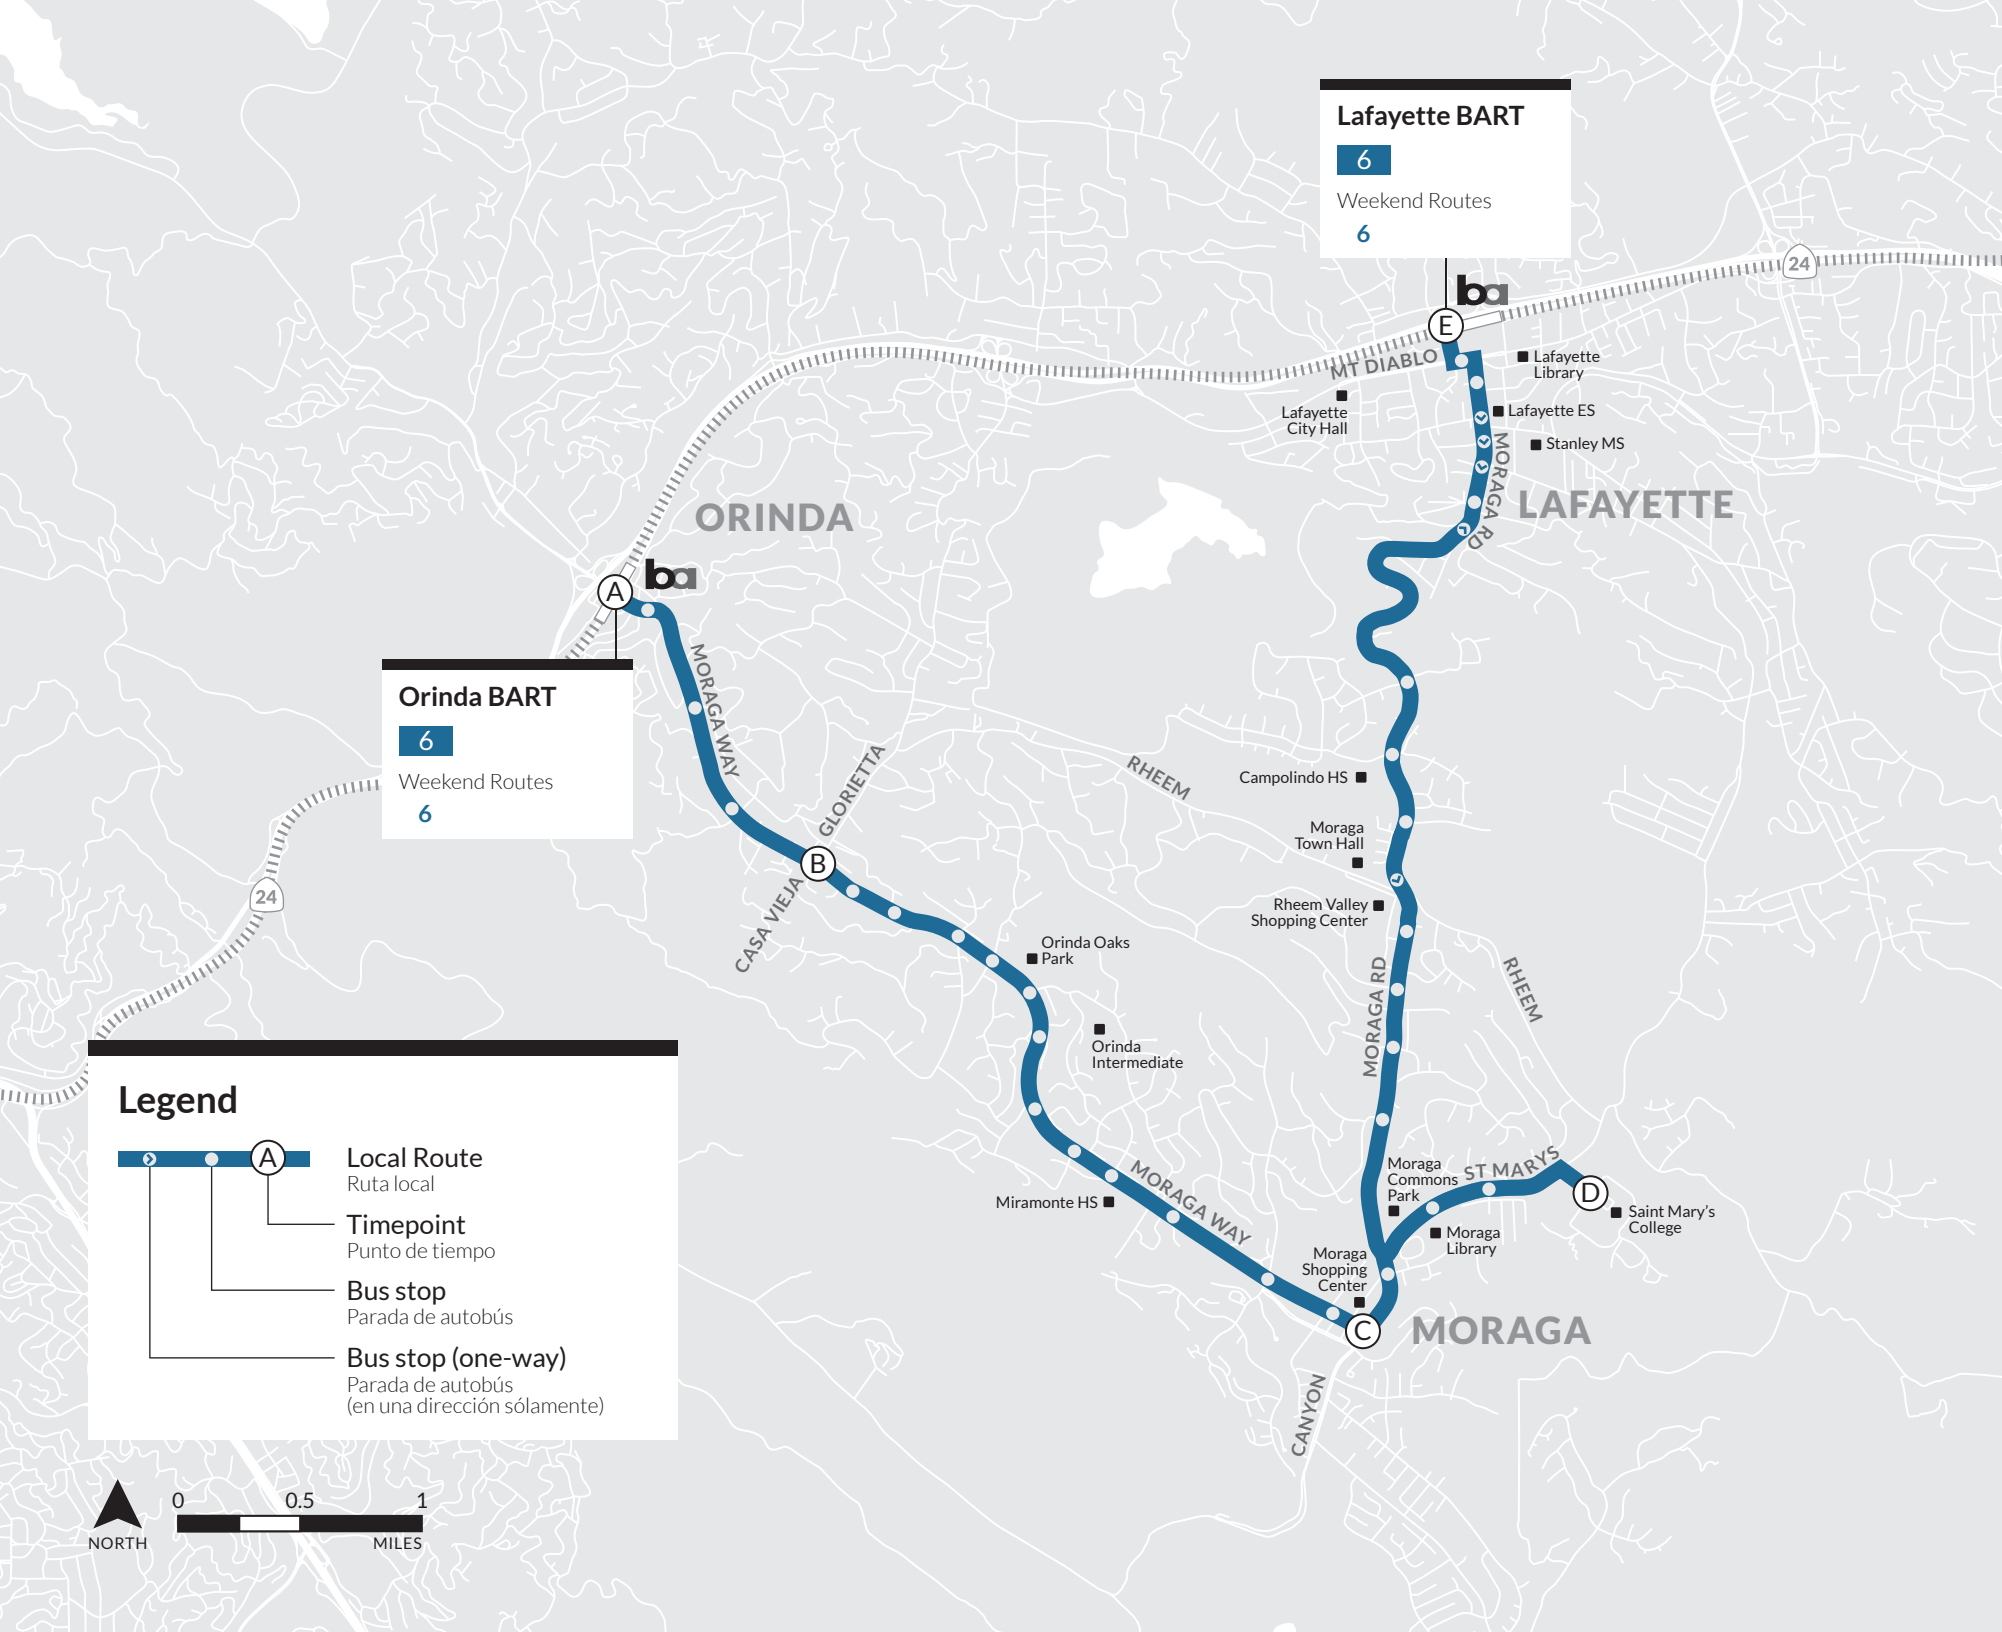 Lafayette BART
6
Weekend Routes
6
24
ba
E
MT DIABLO
Lafayette
Library
Lafayette
City Hall
Lafayette ES
Stanley MS
MORAGA RD
LAFAYETTE
ORINDA
ba
A
Orinda BART
6
Weekend Routes
6
MORAGA WAY
GLORIETTA
B
CASA VIEJA
24
RHEEM
Campolindo HS
Moraga
Town Hall
Rheem Valley
Shopping Center
Orinda Oaks
Park
MORAGA RD
RHEEM
Orinda
Intermediate
Miramonte HS
MORAGA WAY
Moraga
Commons
Park
ST MARYS
D
Saint Mary's
College
Moraga
Library
Moraga
Shopping
Center
C
MORAGA
CANYON
Legend
A
Local Route
Ruta local
Timepoint
Punto de tiempo
Bus stop
Parada de autobús
Bus stop (one-way)
Parada de autobús
(en una dirección sólamente)
0 0.5 1
NORTH MILES